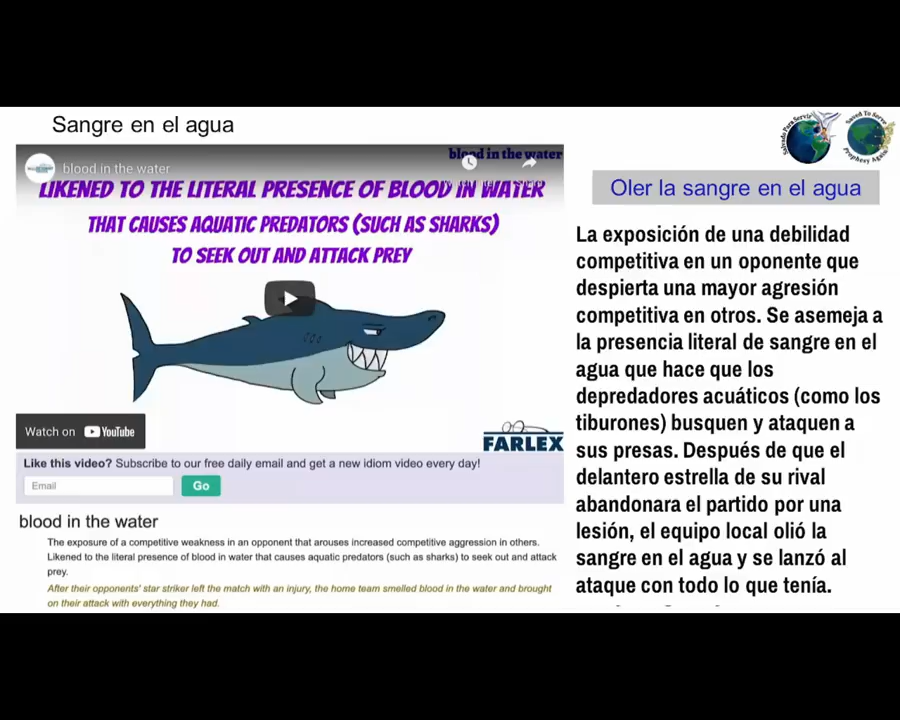 Sangre en el agua
blood in the water
blood in the water
LIKENED TO THE LITERAL PRESENCE OF BLOOD IN WATER
THAT CAUSES AQUATIC PREDATORS (SUCH AS SHARKS)
TO SEEK OUT AND ATTACK PREY
Watch on YouTube
FARLEX
Like this video? Subscribe to our free daily email and get a new idiom video every day!
Email
Go
blood in the water
The exposure of a competitive weakness in an opponent that arouses increased competitive aggression in others.
Likened to the literal presence of blood in water that causes aquatic predators (such as sharks) to seek out and attack
prey.
After their opponents' star striker left the match with an injury, the home team smelled blood in the water and brought
on their attack with everything they had.
Salvado Para Servir
Saved To Serve
Prophecy Again
Oler la sangre en el agua
La exposición de una debilidad
competitiva en un oponente que
despierta una mayor agresión
competitiva en otros. Se asemeja a
la presencia literal de sangre en el
agua que hace que los
depredadores acuáticos (como los
tiburones) busquen y ataquen a
sus presas. Después de que el
delantero estrella de su rival
abandonara el partido por una
lesión, el equipo local olió la
sangre en el agua y se lanzó al
ataque con todo lo que tenía.